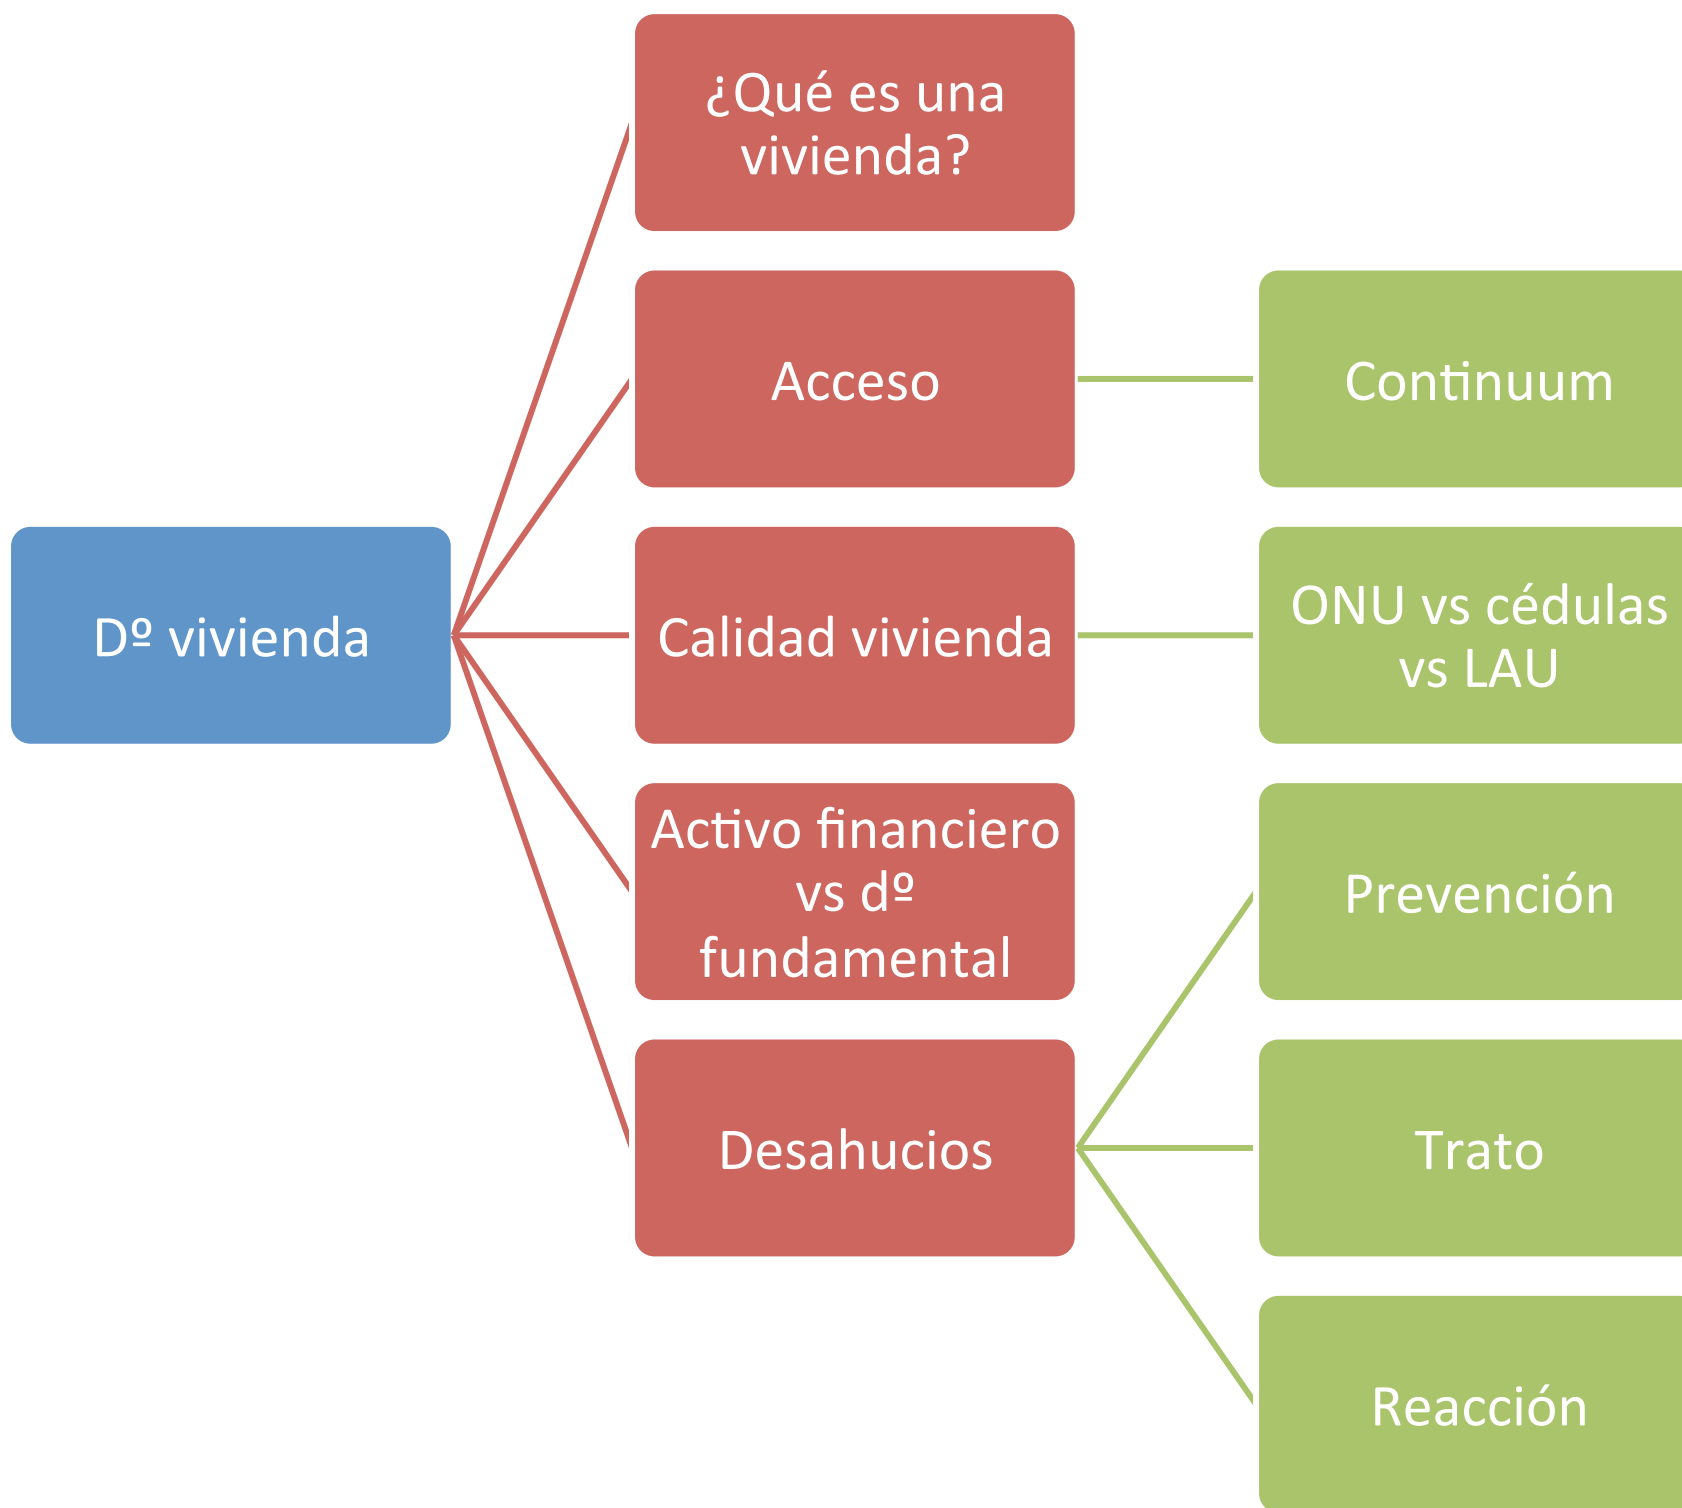 ¿Qué es una
vivienda?
Acceso
Continuum
Dº vivienda
Calidad vivienda
ONU vs cédulas
vs LAU
Activo financiero
vs dº
fundamental
Prevención
Desahucios
Trato
Reacción